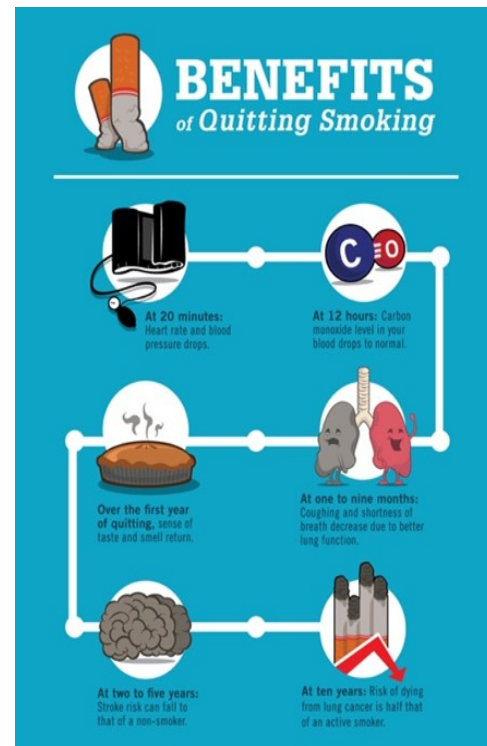 BENEFITS
of Quitting Smoking
C
O
At 20 minutes:
Heart rate and blood
pressure drops.
At 12 hours: Carbon
monoxide level in your
blood drops to normal.
At one to nine months:
Coughing and shortness of
breath decrease due to better
lung function.
Over the first year
of quitting, sense of
taste and smell return.
At two to five years:
Stroke risk can fall to
that of a non-smoker.
At ten years: Risk of dying
from lung cancer is half that
of an active smoker.